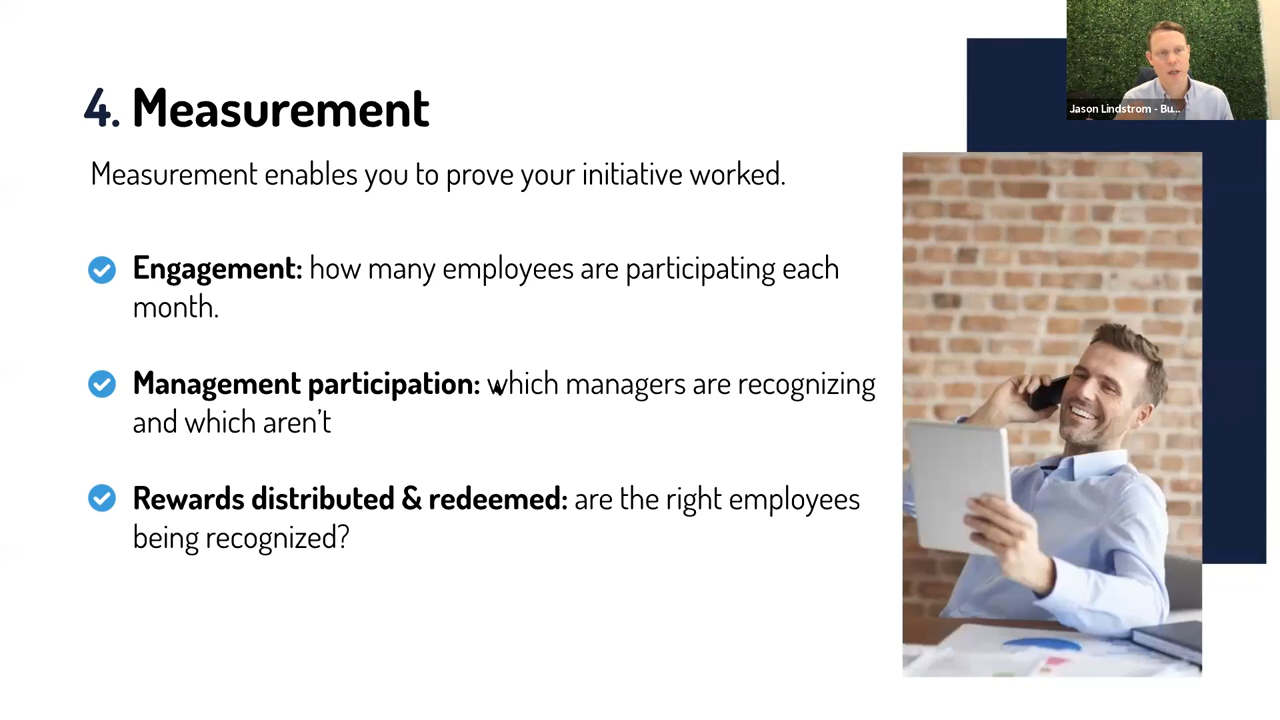 Jason Lindstrom - Bu...
4. Measurement
Measurement enables you to prove your initiative worked.
Engagement: how many employees are participating each
month.
Management participation: which managers are recognizing
and which aren't
Rewards distributed & redeemed: are the right employees
being recognized?